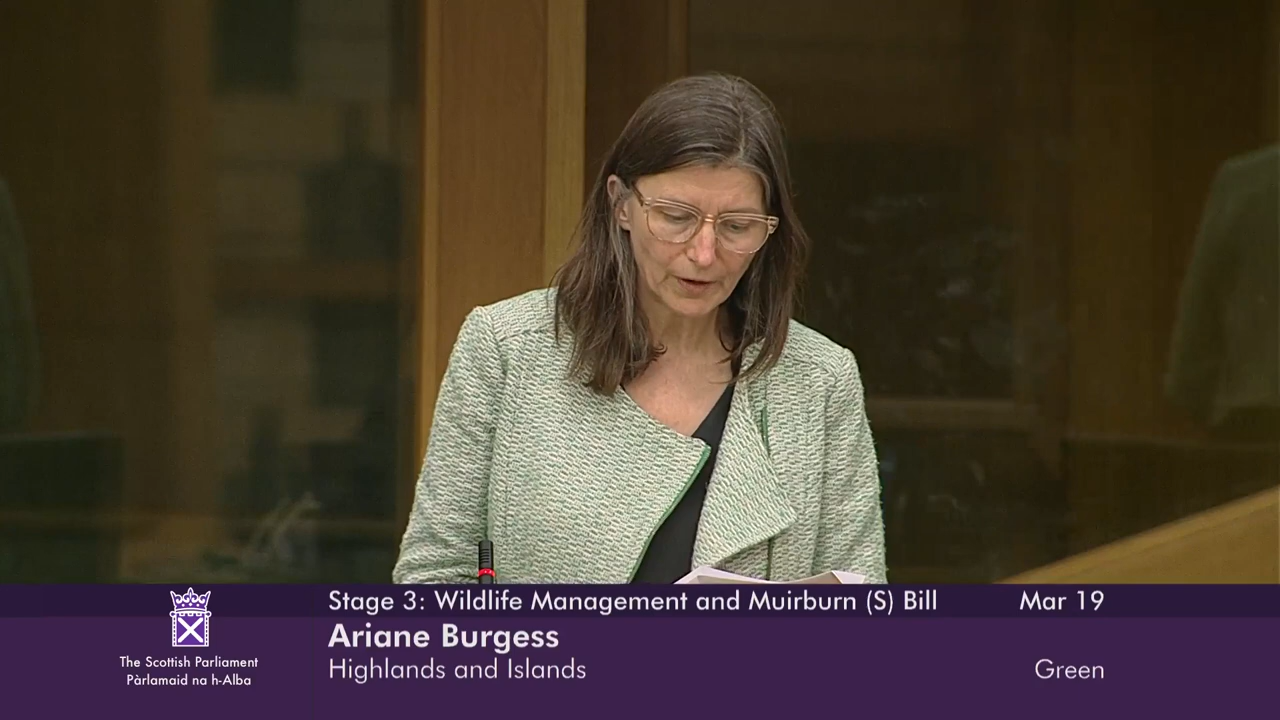 Stage 3: Wildlife Management and Muirburn (S) Bill Mar 19
Ariane Burgess
Highlands and Islands Green
The Scottish Parliament
Pàrlamaid na h-Alba